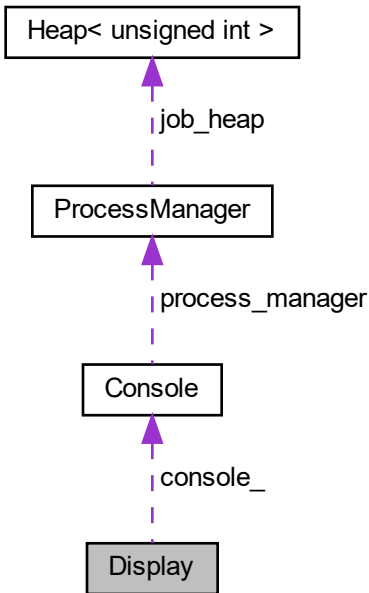 Heap< unsigned int >
job_heap
ProcessManager
process_manager
Console
console_
Display